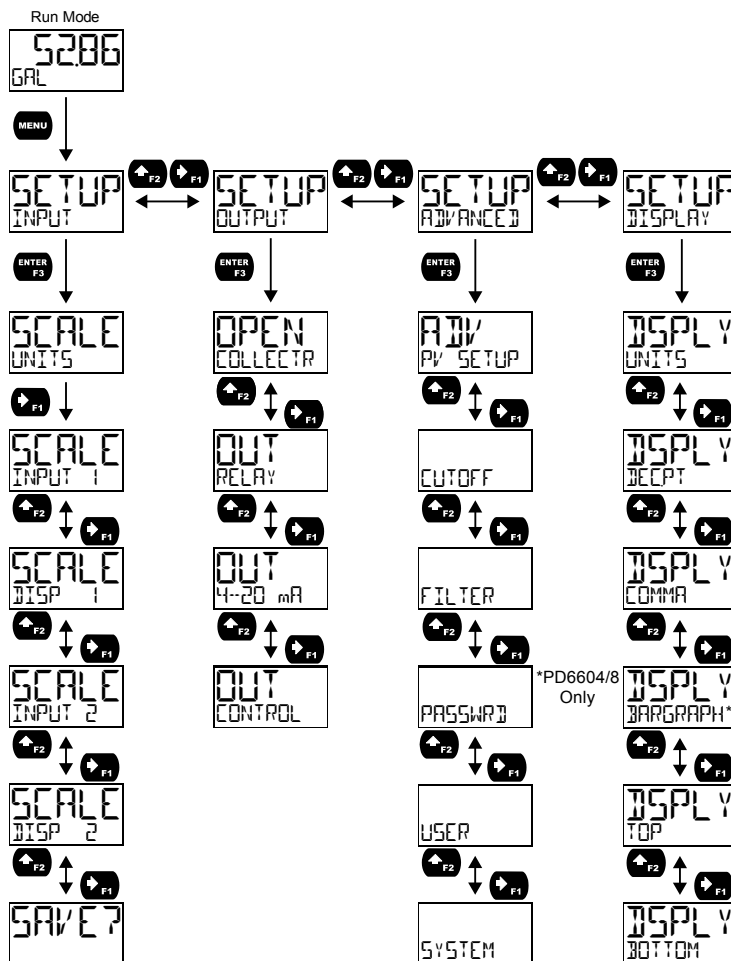 Run Mode
52.86
GAL
MENU
F2 F1 F2 F1 F2 F1
SETUP
INPUT
SETUP
OUTPUT
SETUP
ADVANCED
SETUP
DISPLAY
ENTER
F3
ENTER
F3
ENTER
F3
ENTER
F3
SCALE
UNITS
OPEN
COLLECTR
ADV
PV SETUP
DSPLY
UNITS
F1
F2 F1
F2 F1
F2 F1
SCALE
INPUT 1
OUT
RELAY
CUTOFF
DSPLY
DEC.PT
F2 F1
F2 F1
F2 F1
F2 F1
SCALE
DISP 1
OUT
4-20 mA
FILTER
DSPLY
COMMA
F2 F1
F2 F1
F2 F1
F2 F1
SCALE
INPUT 2
OUT
CONTROL
PASSWRD
*PD6604/8
Only
DSPLY
BARGRAPH*
F2 F1
F2 F1
F2 F1
SCALE
DISP 2
USER
DSPLY
TOP
F2 F1
F2 F1
F2 F1
SAVE?
SYSTEM
DSPLY
BOTTOM